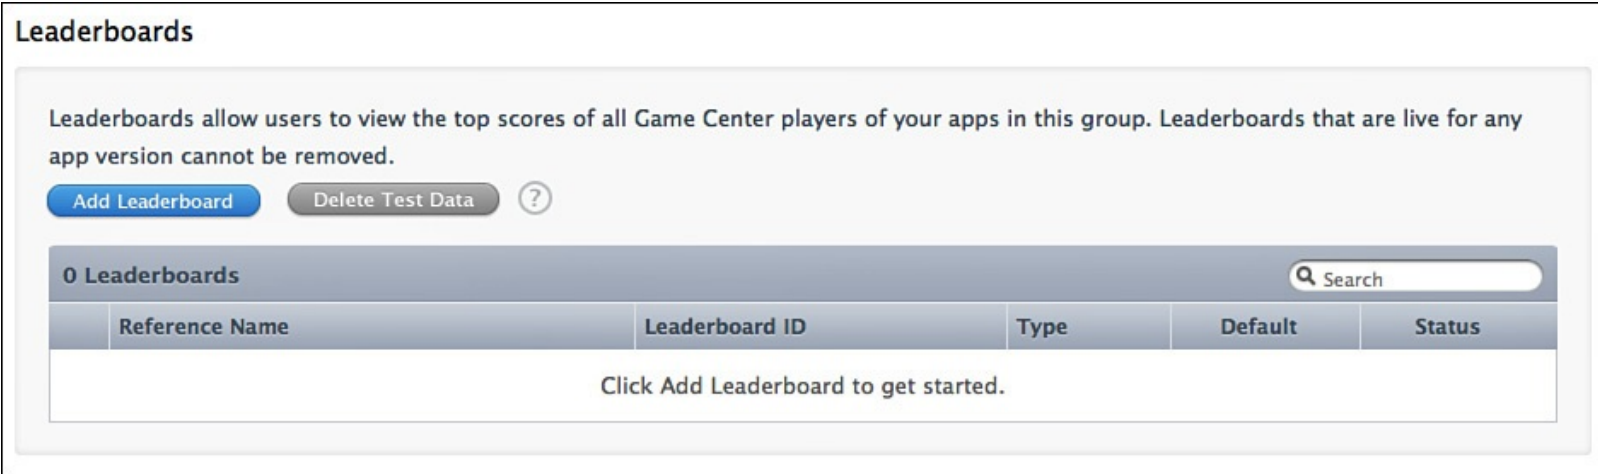 Leaderboards
Leaderboards allow users to view the top scores of all Game Center players of your apps in this group. Leaderboards that are live for any
app version cannot be removed.
Add Leaderboard Delete Test Data ?
0 Leaderboards Search
Reference Name Leaderboard ID Type Default Status
Click Add Leaderboard to get started.